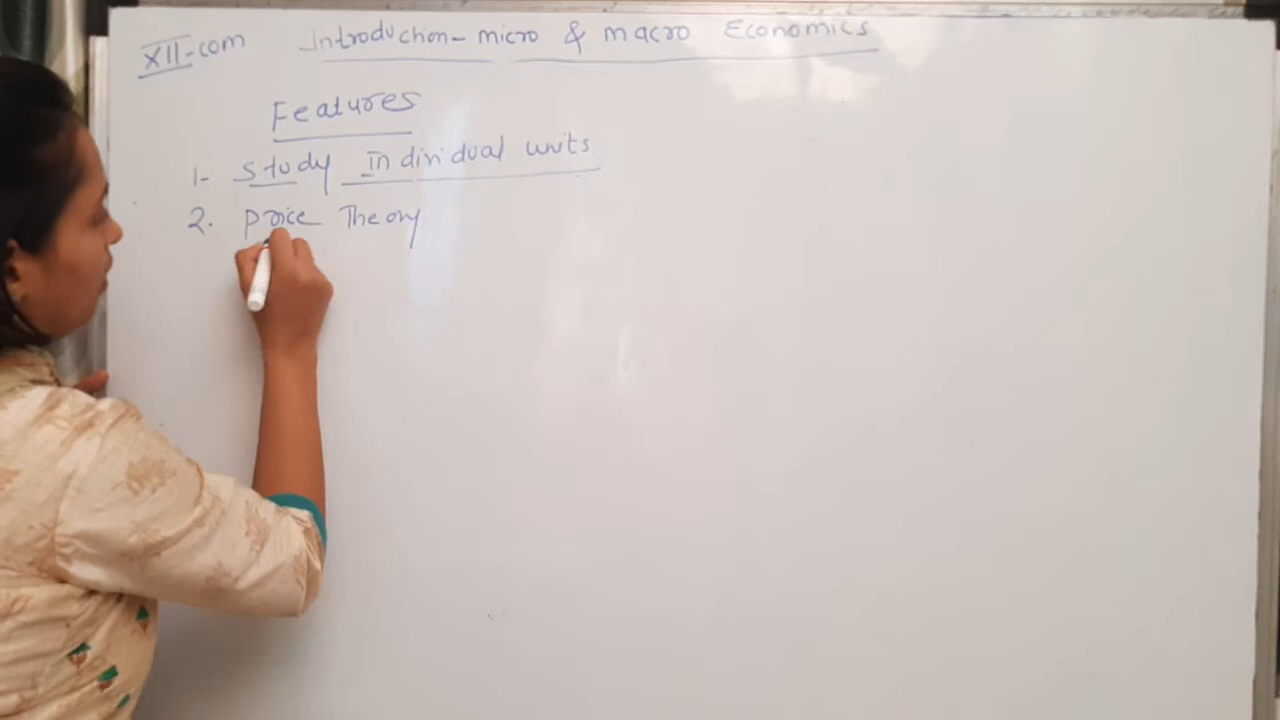 XII-com Introduction- micro & macro Economics
Features
1- study individual units
2. Price Theory